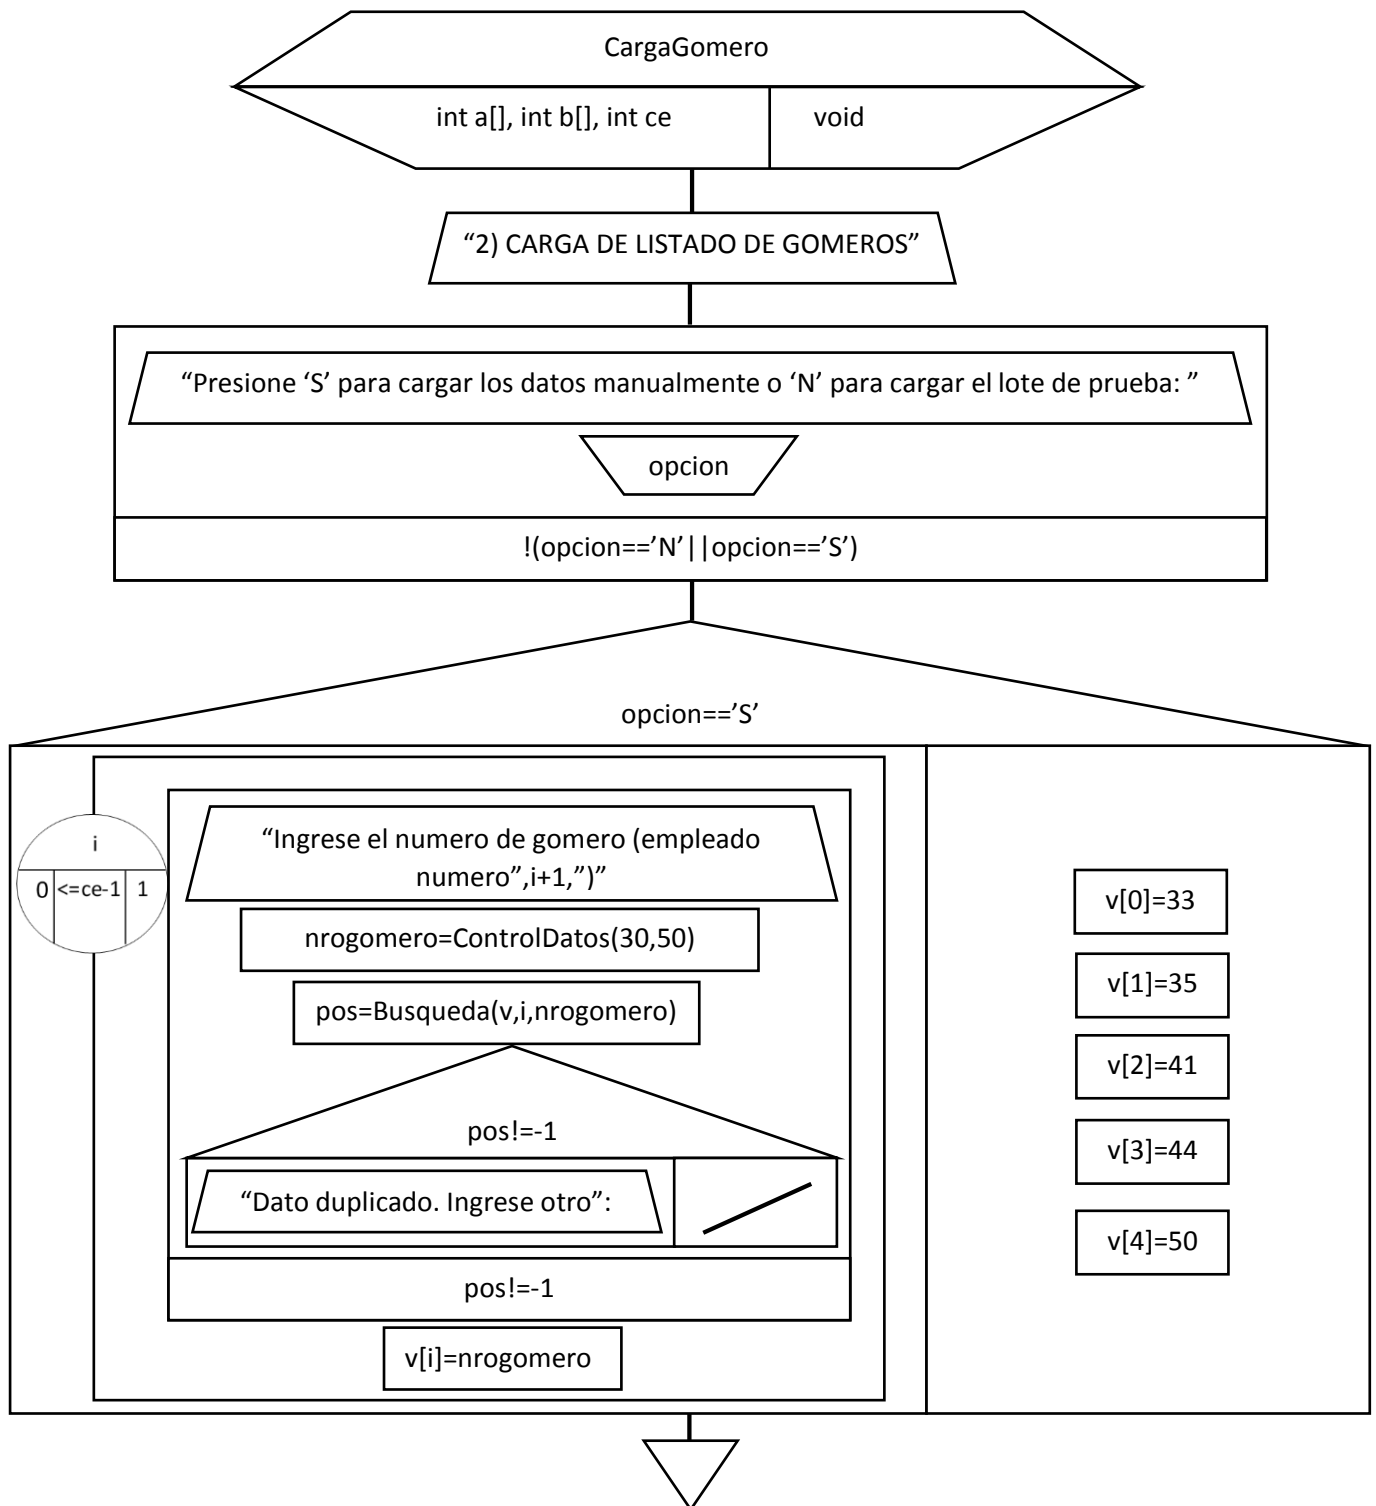 CargaGomero
int a[], int b[], int ce
void
“2) CARGA DE LISTADO DE GOMEROS”
“Presione ‘S’ para cargar los datos manualmente o ‘N’ para cargar el lote de prueba: ”
opcion
!(opcion==’N’||opcion==’S’)
opcion==’S’
i
0
<=ce-1
1
“Ingrese el numero de gomero (empleado
numero”,i+1,”)”
nrogomero=ControlDatos(30,50)
pos=Busqueda(v,i,nrogomero)
pos!=-1
“Dato duplicado. Ingrese otro”:
pos!=-1
v[i]=nrogomero
v[0]=33
v[1]=35
v[2]=41
v[3]=44
v[4]=50